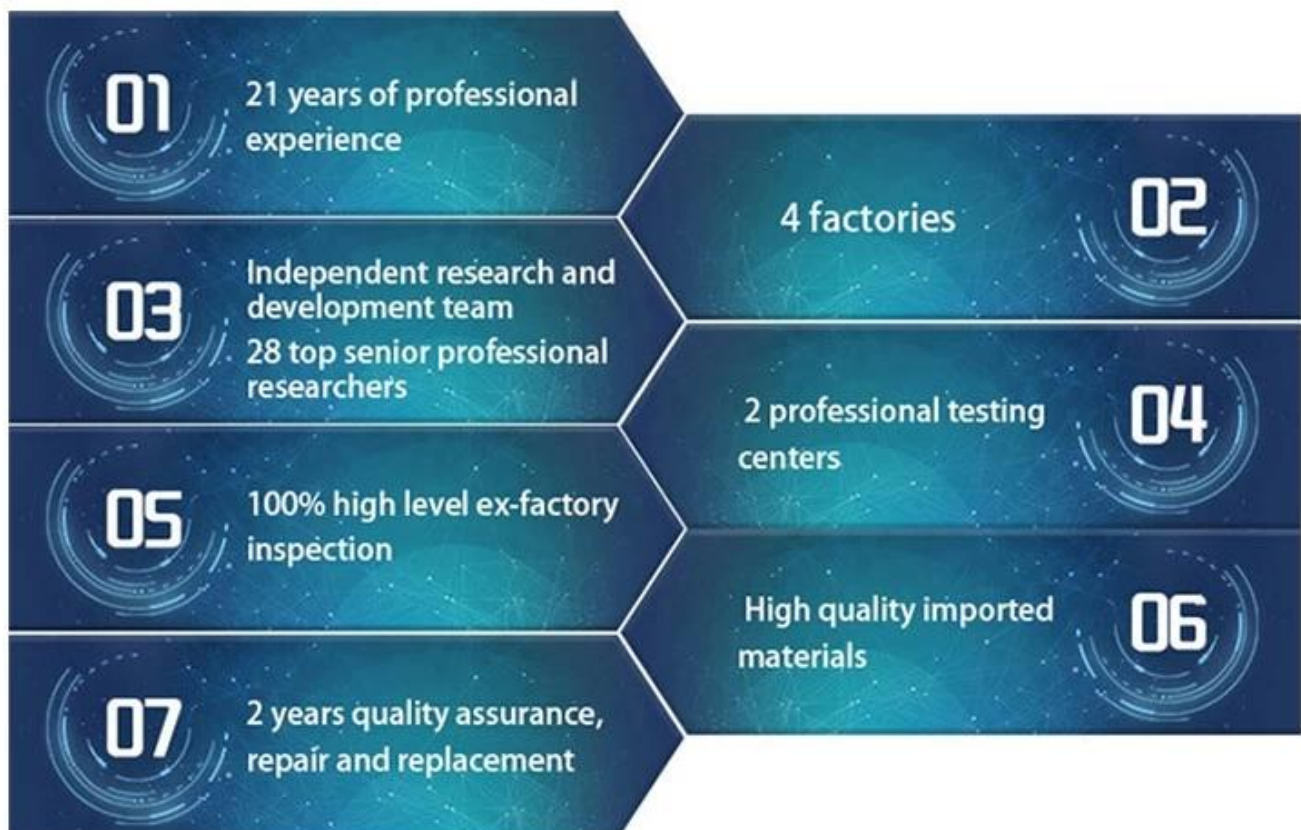 01
21 years of professional
experience
02
4 factories
03
Independent research and
development team
28 top senior professional
researchers
04
2 professional testing
centers
05
100% high level ex-factory
inspection
06
High quality imported
materials
07
2 years quality assurance,
repair and replacement